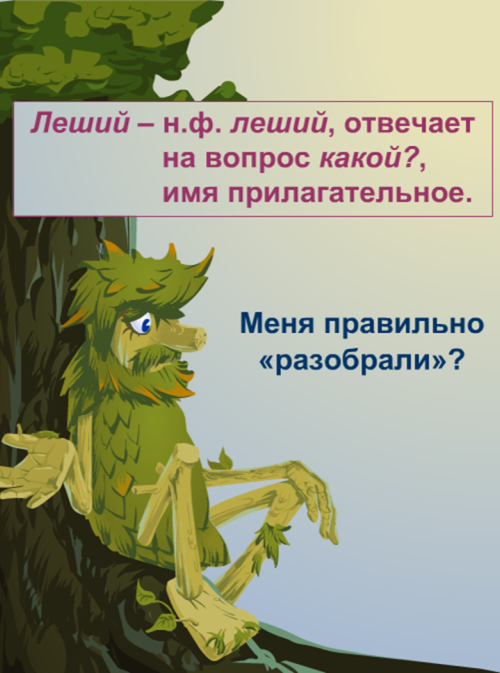 Леший – н.ф. леший, отвечает
на вопрос какой?,
имя прилагательное.
Меня правильно
«разобрали»?